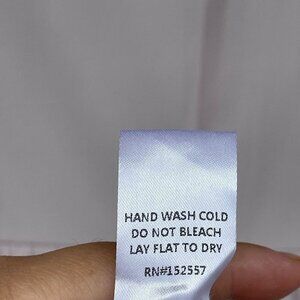 HAND WASH COLD
DO NOT BLEACH
LAY FLAT TO DRY
RN#152557